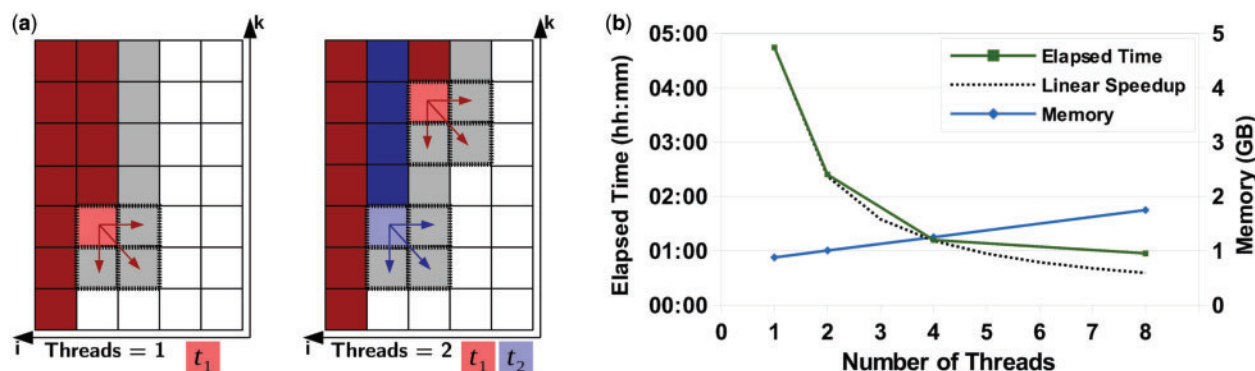 (a)
k
k
i Threads = 1 t1
i Threads = 2 t1 t2
(b)
Elapsed Time (hh:mm)
05:00
04:00
03:00
02:00
01:00
00:00
Elapsed Time
Linear Speedup
Memory
5
4
3
2
1
0
Memory (GB)
0 1 2 3 4 5 6 7 8
Number of Threads